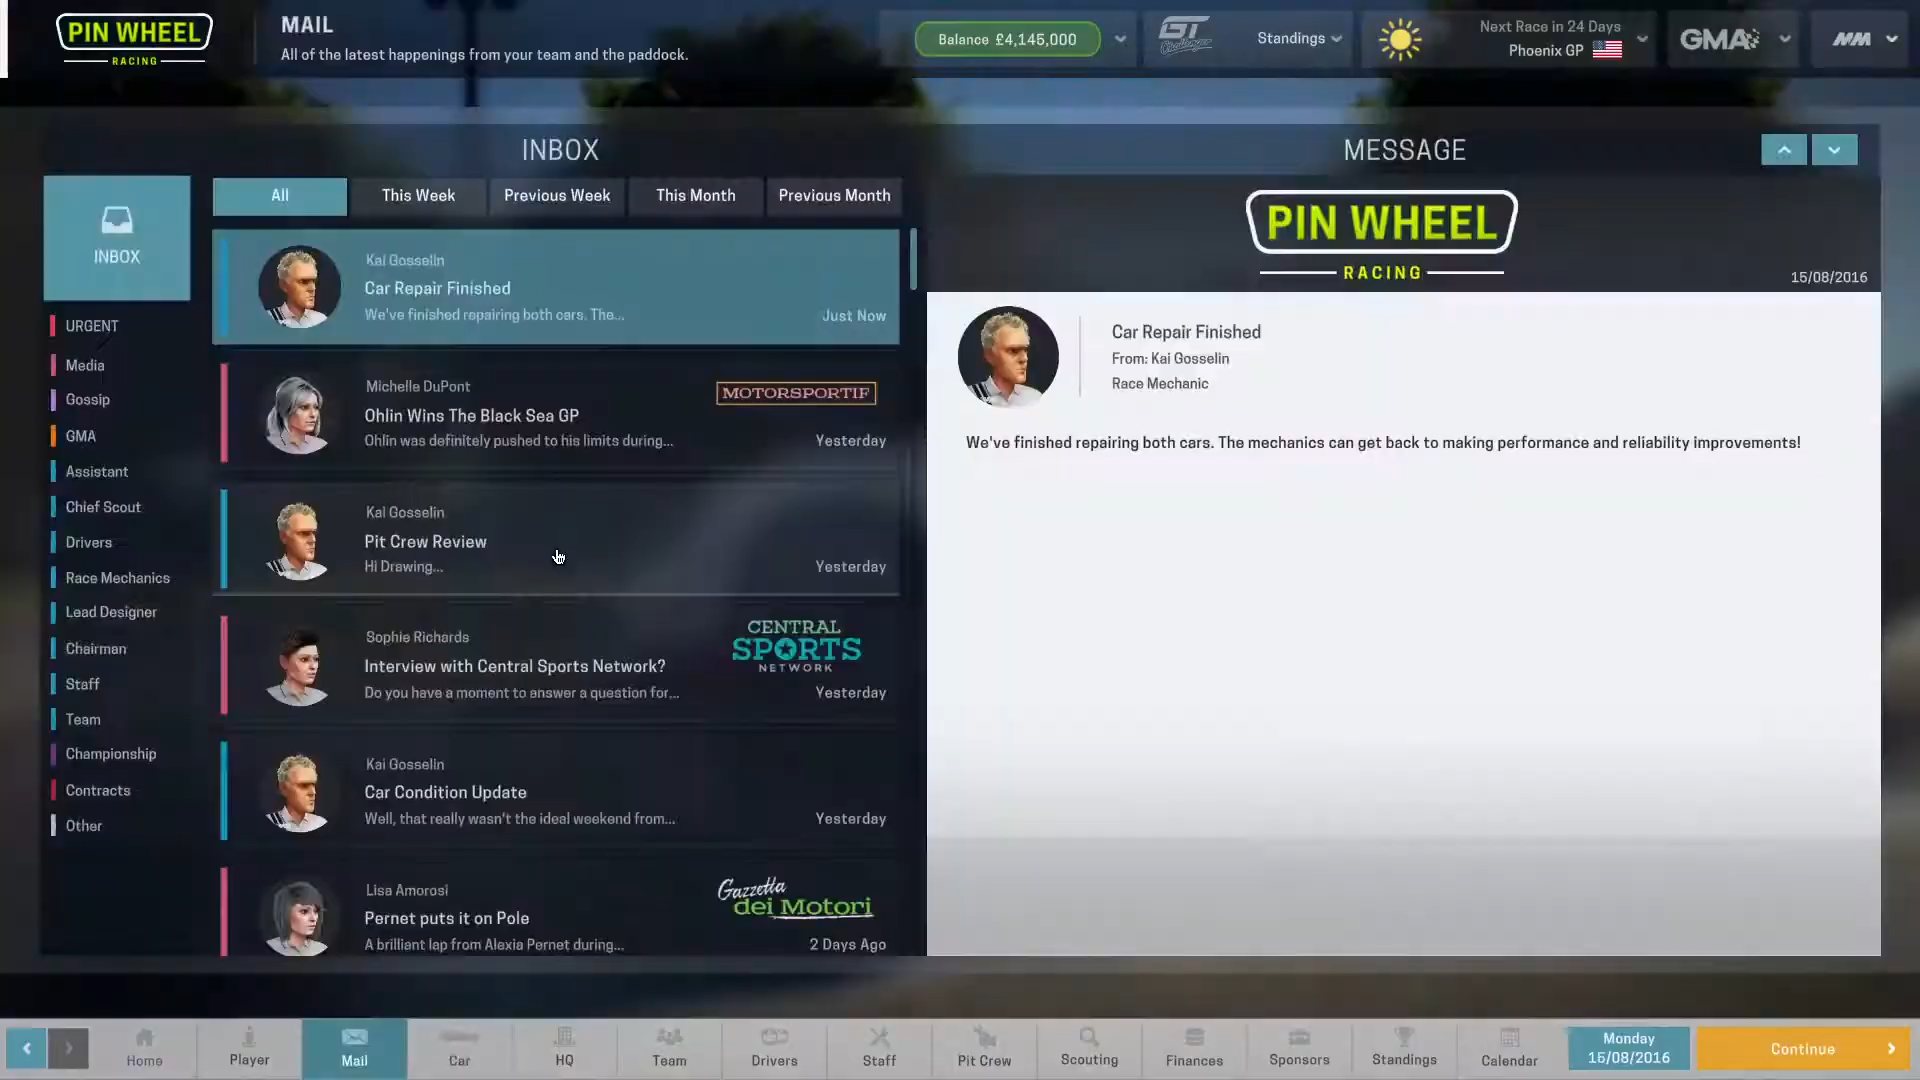 PIN WHEEL
RACING
MAIL
All of the latest happenings from your team and the paddock.
Balance £4,145,000
GT
Challenger
Standings
Next Race in 24 Days
Phoenix GP
GMA
MM
INBOX
MESSAGE
INBOX
All
This Week
Previous Week
This Month
Previous Month
URGENT
Media
Gossip
GMA
Assistant
Chief Scout
Drivers
Race Mechanics
Lead Designer
Chairman
Staff
Team
Championship
Contracts
Other
Kai Gosselin
Car Repair Finished
We've finished repairing both cars. The...
Just Now
Michelle DuPont
MOTORSPORTIF
Ohlin Wins The Black Sea GP
Ohlin was definitely pushed to his limits during...
Yesterday
Kai Gosselin
Pit Crew Review
Hi Drawing...
Yesterday
Sophie Richards
CENTRAL
SPORTS
NETWORK
Interview with Central Sports Network?
Do you have a moment to answer a question for...
Yesterday
Kai Gosselin
Car Condition Update
Well, that really wasn't the ideal weekend from...
Yesterday
Lisa Amorosi
Gazzetta
dei Motori
Pernet puts it on Pole
A brilliant lap from Alexia Pernet during...
2 Days Ago
PIN WHEEL
RACING
15/08/2016
Car Repair Finished
From: Kai Gosselin
Race Mechanic
We've finished repairing both cars. The mechanics can get back to making performance and reliability improvements!
Home
Player
Mail
Car
HQ
Team
Drivers
Staff
Pit Crew
Scouting
Finances
Sponsors
Standings
Calendar
Monday
15/08/2016
Continue